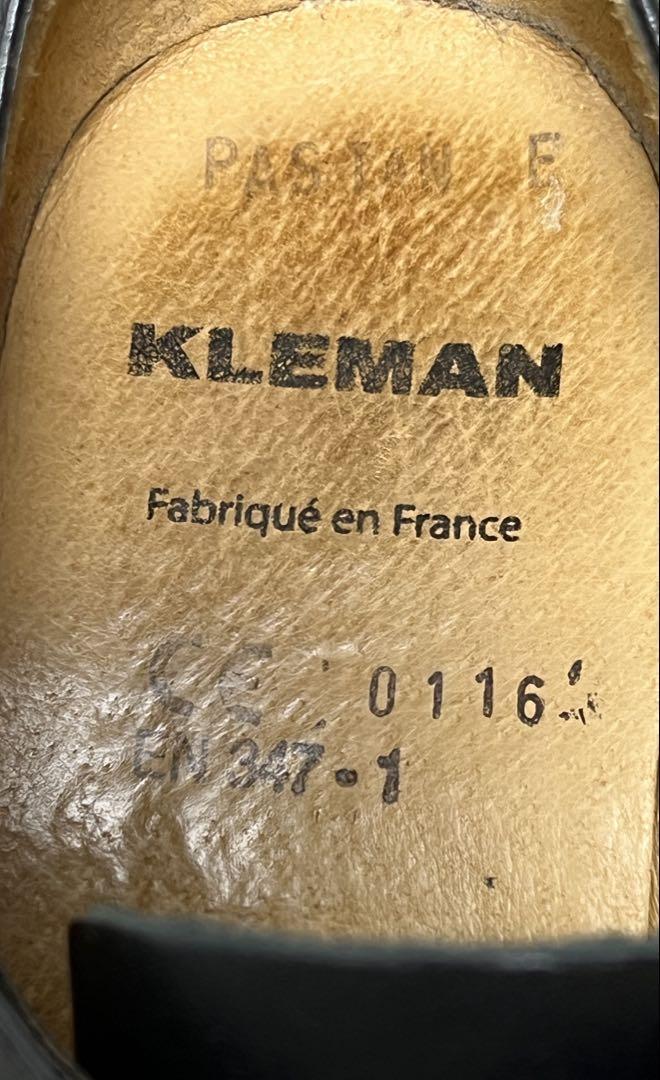 PASTAN E
KLEMAN
Fabriqué en France
CE 0116
EN 347-1